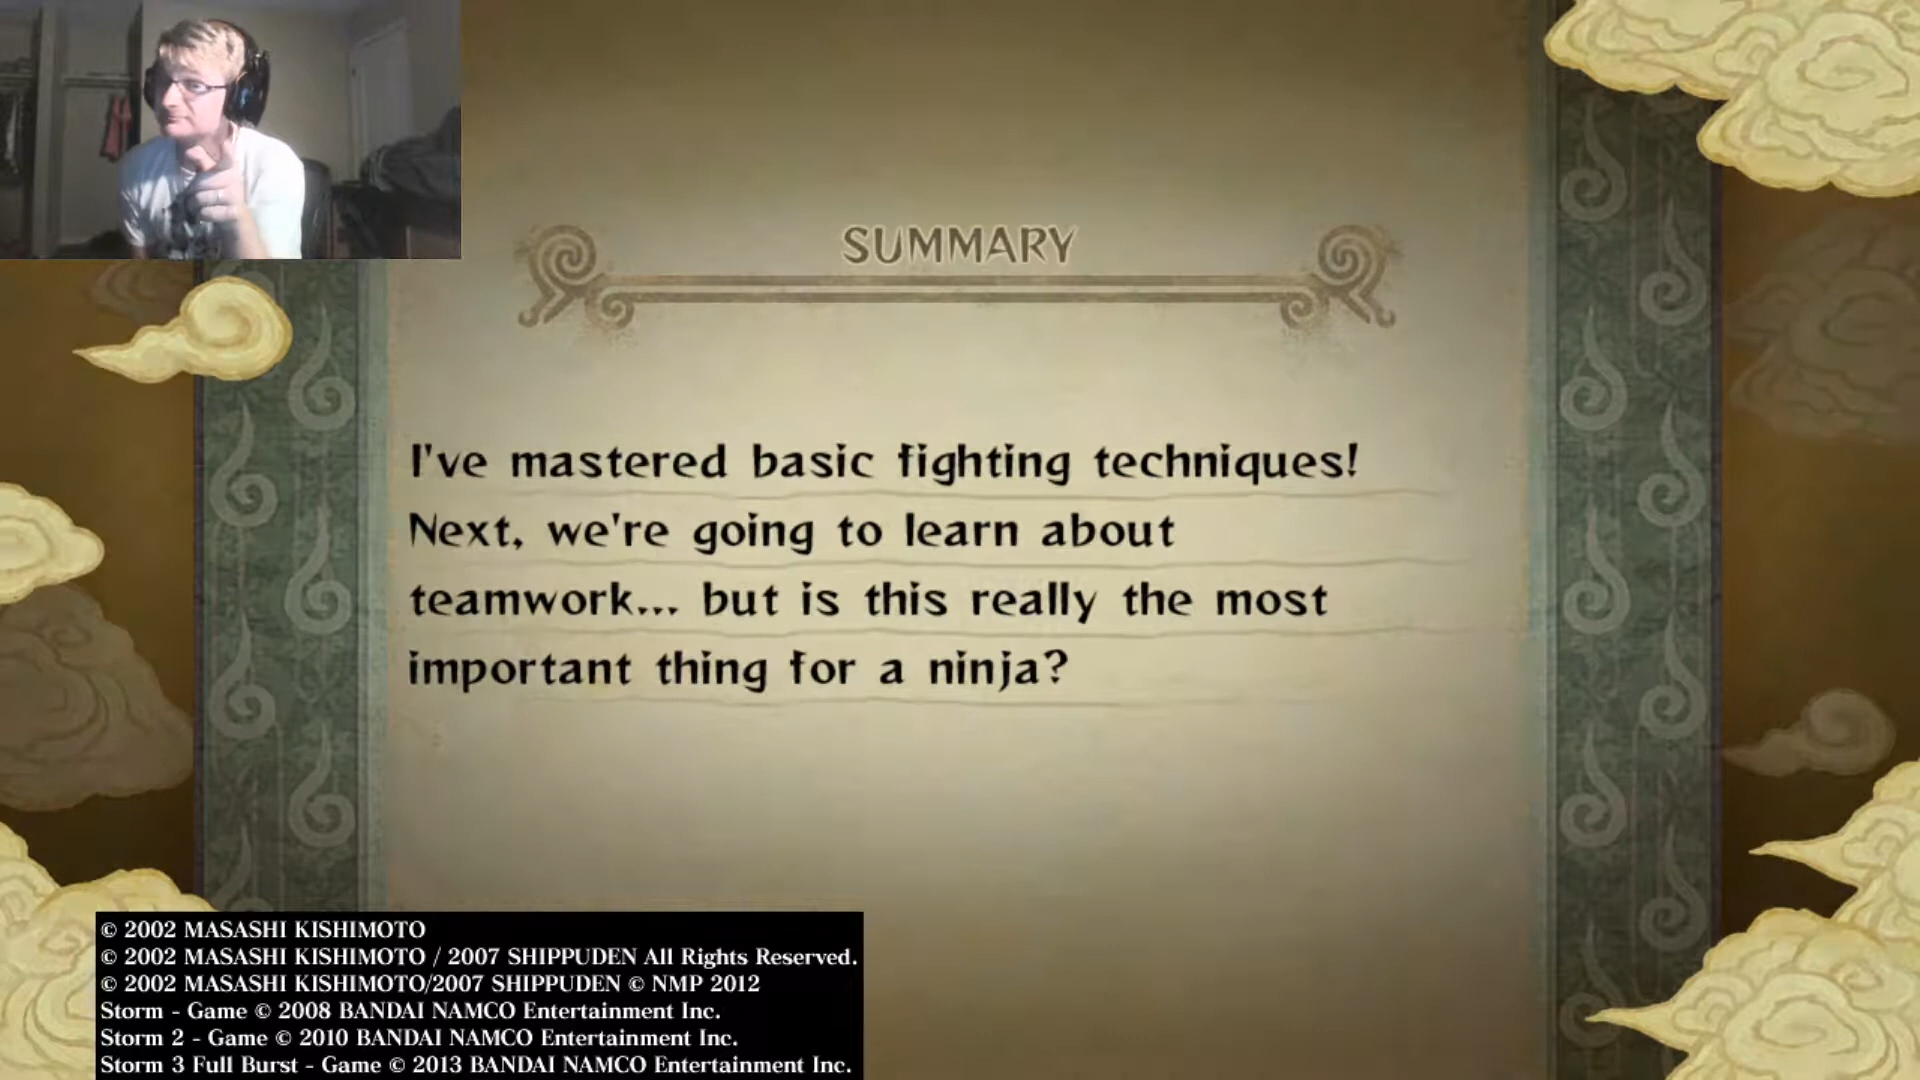 SUMMARY
I've mastered basic fighting techniques!
Next, we're going to learn about
teamwork... but is this really the most
important thing for a ninja?
© 2002 MASASHI KISHIMOTO
© 2002 MASASHI KISHIMOTO / 2007 SHIPPUDEN All Rights Reserved.
© 2002 MASASHI KISHIMOTO/2007 SHIPPUDEN © NMP 2012
Storm - Game © 2008 BANDAI NAMCO Entertainment Inc.
Storm 2 - Game © 2010 BANDAI NAMCO Entertainment Inc.
Storm 3 Full Burst - Game © 2013 BANDAI NAMCO Entertainment Inc.